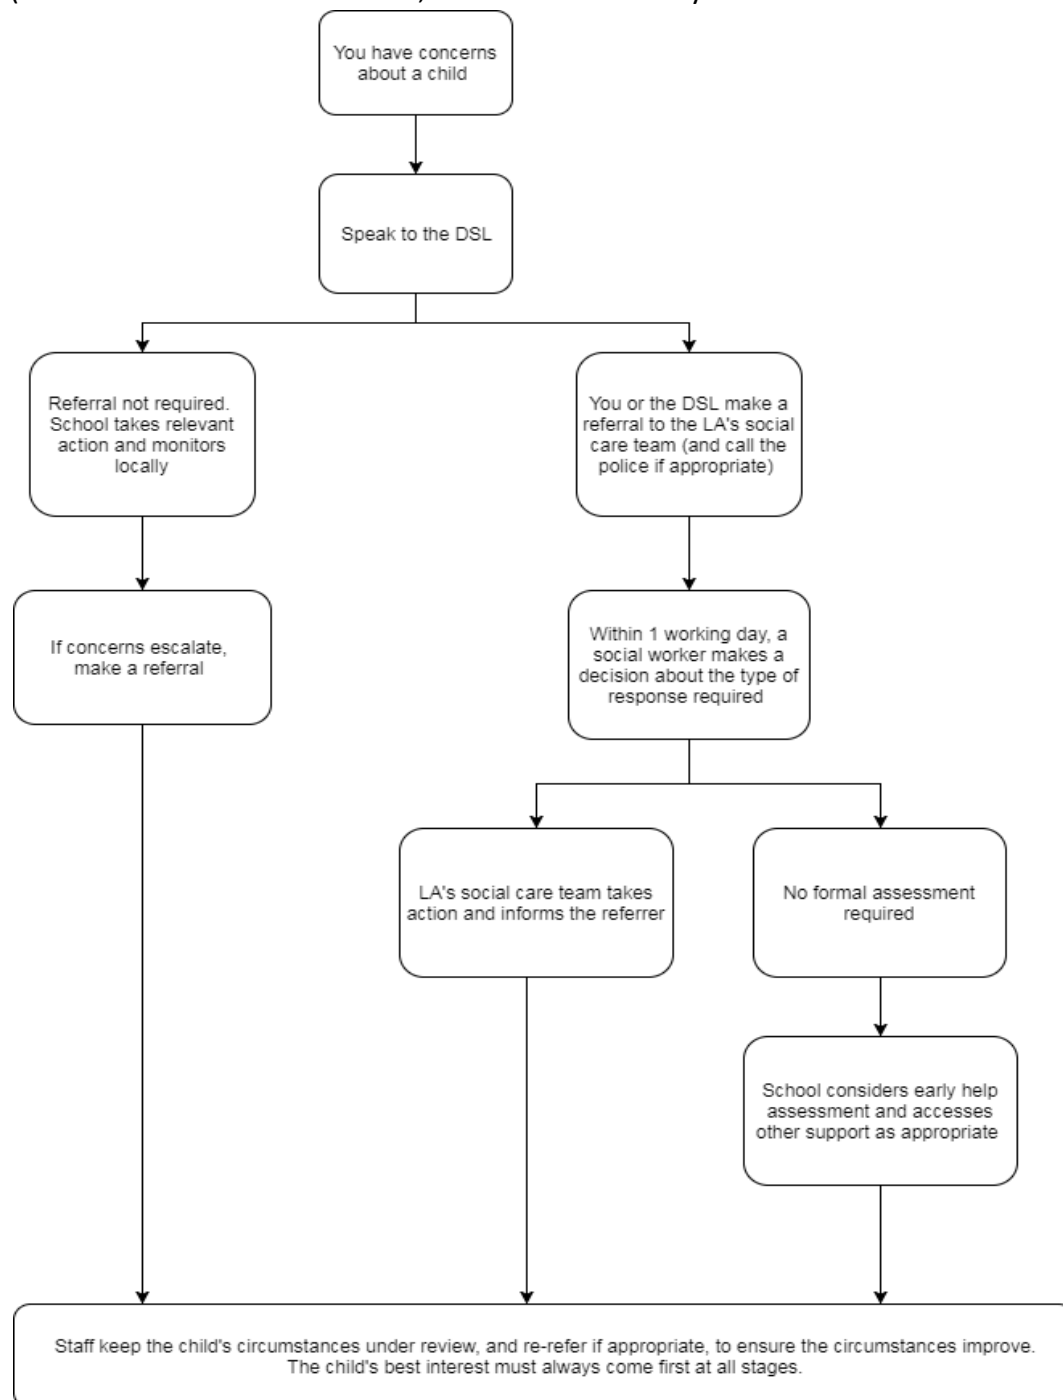 You have concerns
about a child
Speak to the DSL
Referral not required.
School takes relevant
action and monitors
locally
You or the DSL make a
referral to the LA's social
care team (and call the
police if appropriate)
If concerns escalate,
make a referral
Within 1 working day, a
social worker makes a
decision about the type of
response required
LA's social care team takes
action and informs the referrer
No formal assessment
required
School considers early help
assessment and accesses
other support as appropriate
Staff keep the child's circumstances under review, and re-refer if appropriate, to ensure the circumstances improve.
The child's best interest must always come first at all stages.